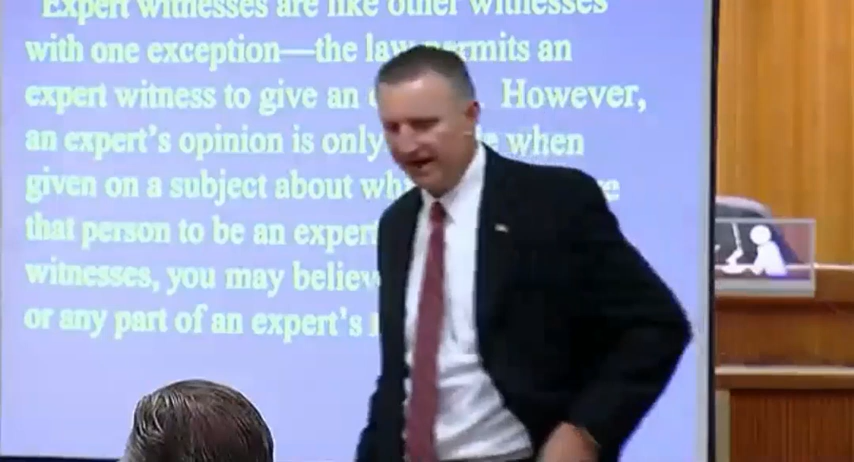 Expert witnesses are like other witnesses
with one exception—the law permits an
expert witness to give an However,
an expert's opinion is only when
given on a subject about
that person to be an expert
witnesses, you may believe
or any part of an expert's